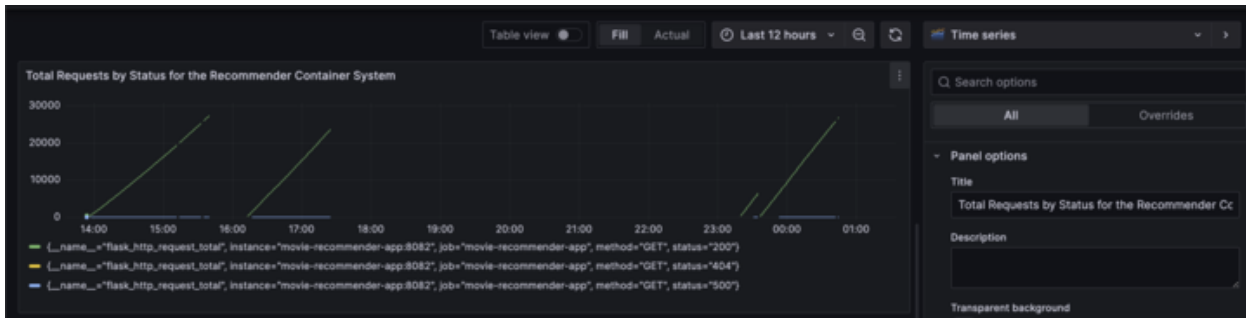 Table view
Fill
Actual
Last 12 hours
Time series
Total Requests by Status for the Recommender Container System
Search options
All
Overrides
30000
20000
10000
0
14:00 15:00 16:00 17:00 18:00 19:00 20:00 21:00 22:00 23:00 00:00 01:00
{__name__="flask_http_request_total", instance="movie-recommender-app:8082", job="movie-recommender-app", method="GET", status="200"}
{__name__="flask_http_request_total", instance="movie-recommender-app:8082", job="movie-recommender-app", method="GET", status="404"}
{__name__="flask_http_request_total", instance="movie-recommender-app:8082", job="movie-recommender-app", method="GET", status="500"}
Panel options
Title
Total Requests by Status for the Recommender Cc
Description
Transparent background